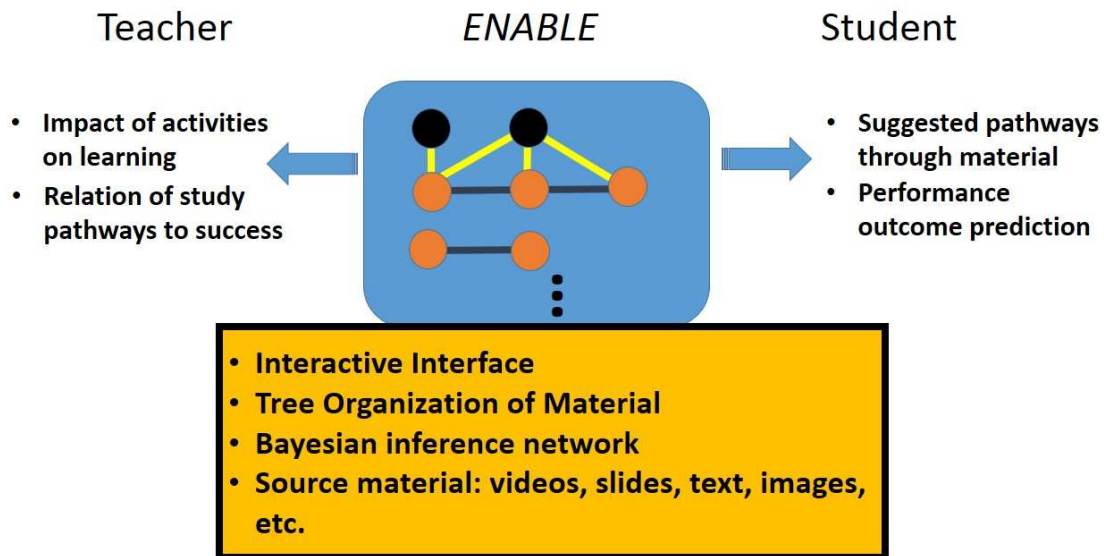 Teacher
ENABLE
Student
• Impact of activities
on learning
• Relation of study
pathways to success
• Suggested pathways
through material
• Performance
outcome prediction
• Interactive Interface
• Tree Organization of Material
• Bayesian inference network
• Source material: videos, slides, text, images,
etc.